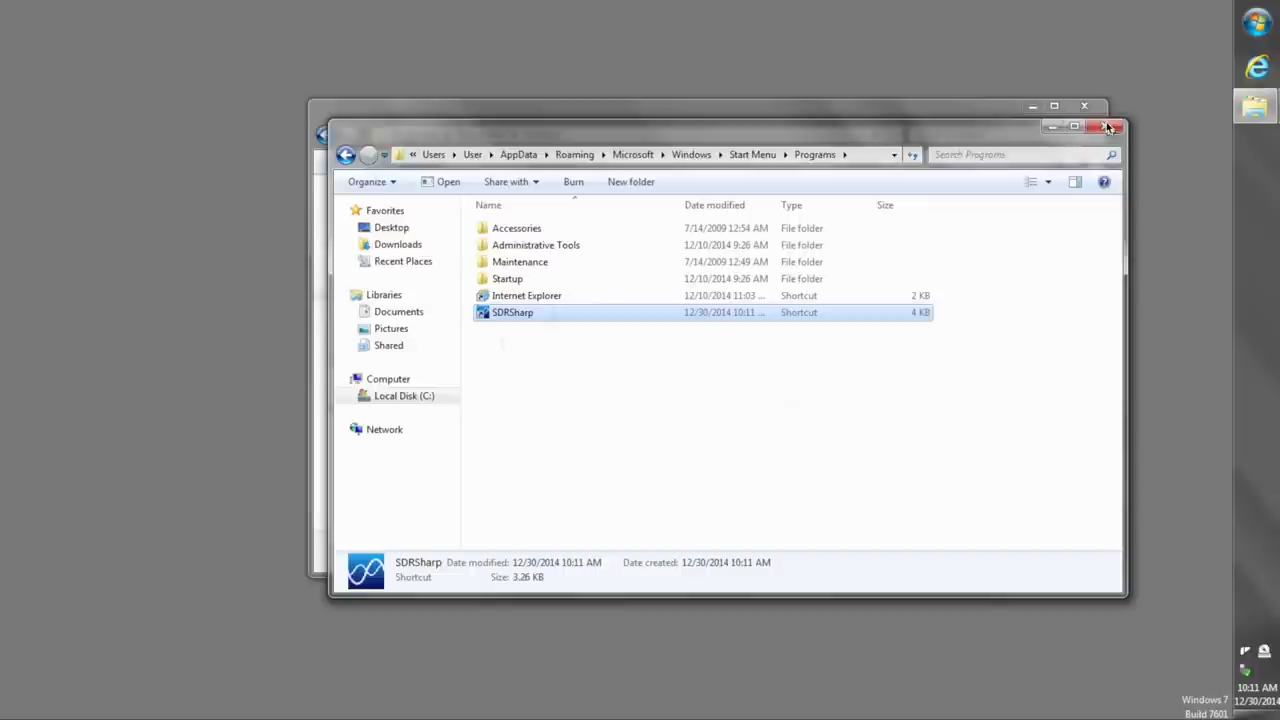 « Users User AppData Roaming Microsoft Windows Start Menu Programs Search Programs
Organize Open Share with Burn New folder
Name Date modified Type Size
Favorites
Desktop
Downloads
Recent Places
Libraries
Documents
Pictures
Shared
Computer
Local Disk (C:)
Network
Accessories 7/14/2009 12:54 AM File folder
Administrative Tools 12/10/2014 9:26 AM File folder
Maintenance 7/14/2009 12:49 AM File folder
Startup 12/10/2014 9:26 AM File folder
Internet Explorer 12/10/2014 11:03 ... Shortcut 2 KB
SDRSharp 12/30/2014 10:11 ... Shortcut 4 KB
SDRSharp Date modified: 12/30/2014 10:11 AM Date created: 12/30/2014 10:11 AM
Shortcut Size: 3.26 KB
10:11 AM
12/30/2014
Windows 7
Build 7601